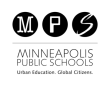 MPS
MINNEAPOLIS
PUBLIC SCHOOLS
Urban Education. Global Citizens.